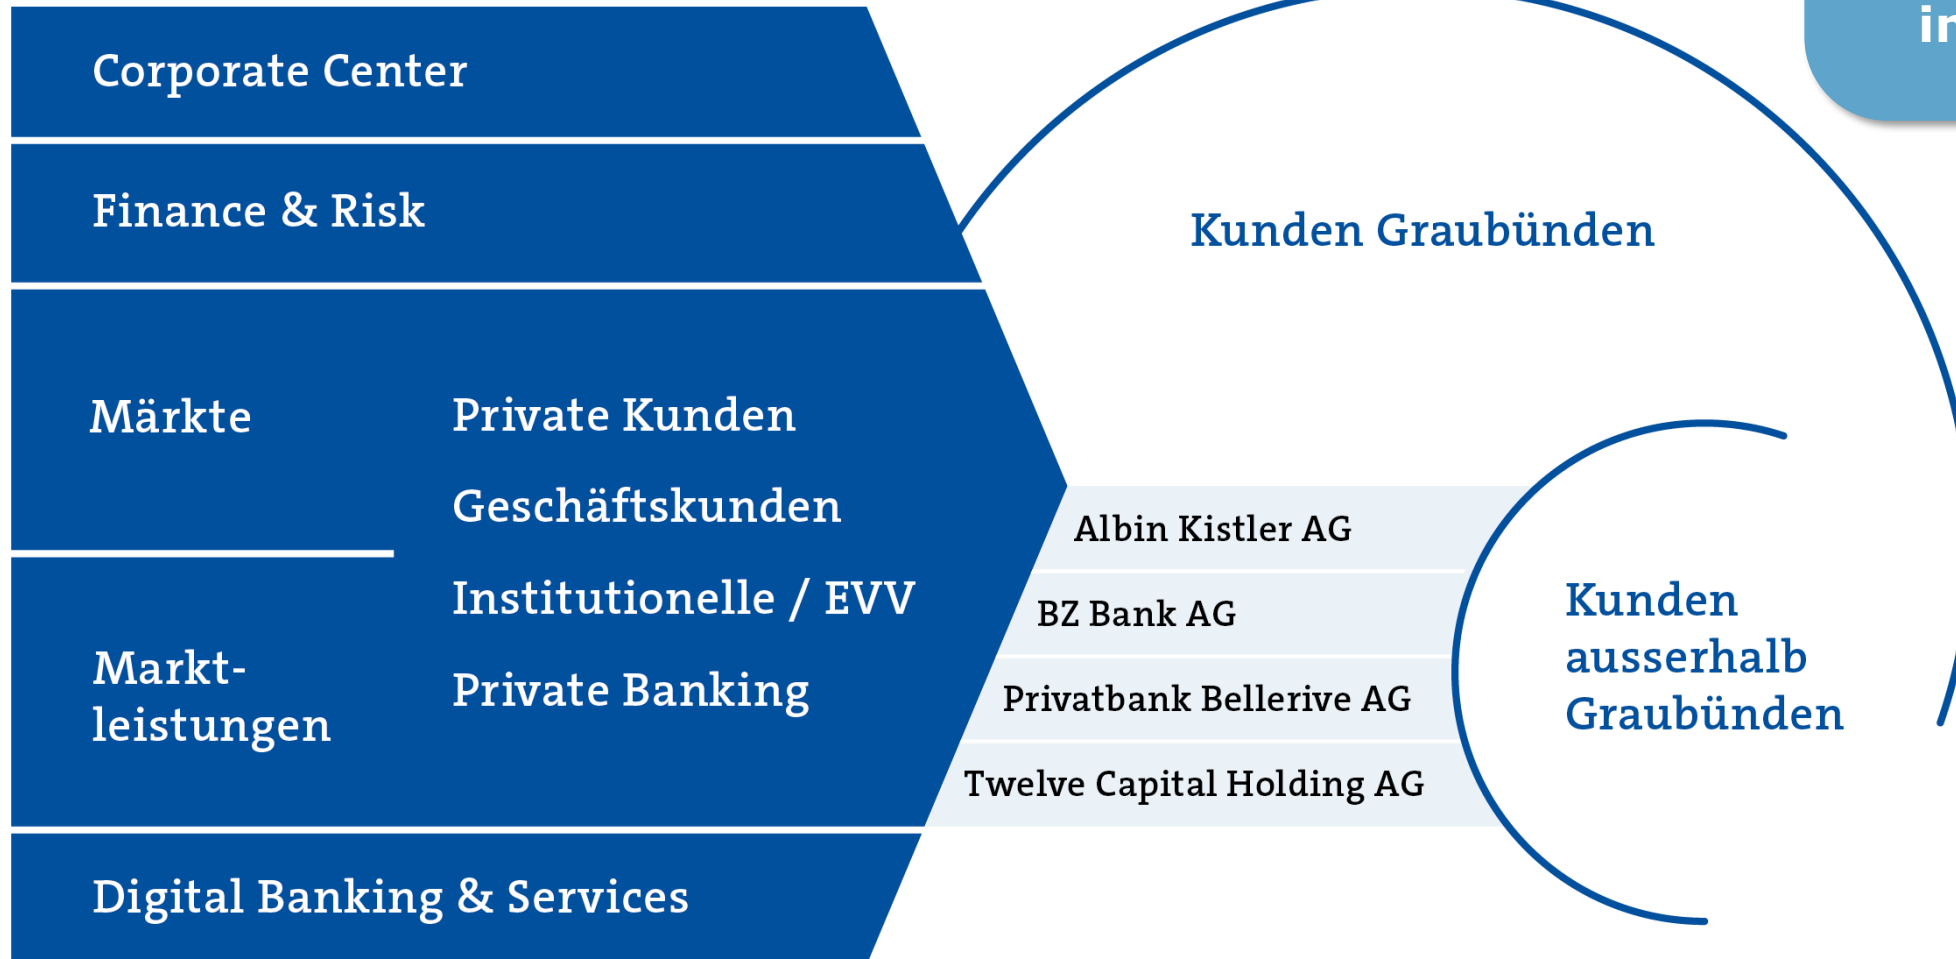 Corporate Center
Finance & Risk
Märkte
Private Kunden
Geschäftskunden
Institutionelle / EVV
Private Banking
Markt-
leistungen
Digital Banking & Services
Kunden Graubünden
Albin Kistler AG
BZ Bank AG
Privatbank Bellerive AG
Twelve Capital Holding AG
Kunden
ausserhalb
Graubünden